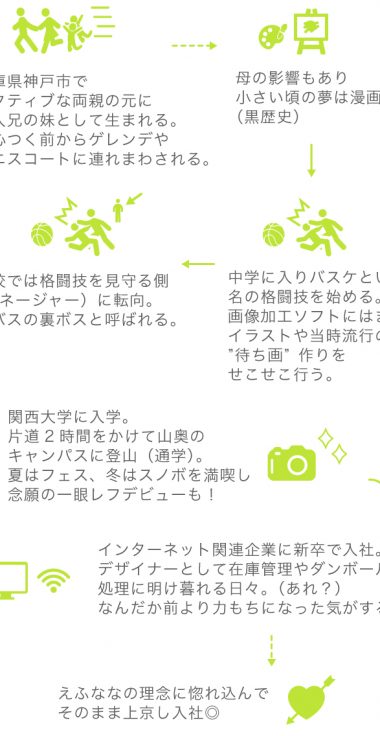 庫県神戸市で
クティブな両親の元に
人兄の妹として生まれる。
心つく前からゲレンデや
ニスコートに連れまわされる。
母の影響もあり
小さい頃の夢は漫画
(黒歴史)
中学に入りバスケとい
名の格闘技を始める。
画像加工ソフトにはま
イラストや当時流行の
”待ち画”作りを
せこせこ行う。
校では格闘技を見守る側
ネージャー）に転向。
バスの裏ボスと呼ばれる。
関西大学に入学。
片道２時間をかけて山奥の
キャンパスに登山（通学）。
夏はフェス、冬はスノボを満喫し
念願の一眼レフデビューも！
インターネット関連企業に新卒で入社。
デザイナーとして在庫管理やダンボール
処理に明け暮れる日々。（あれ？）
なんだか前より力もちになった気がする
えふななの理念に惚れ込んで
そのまま上京し入社◎